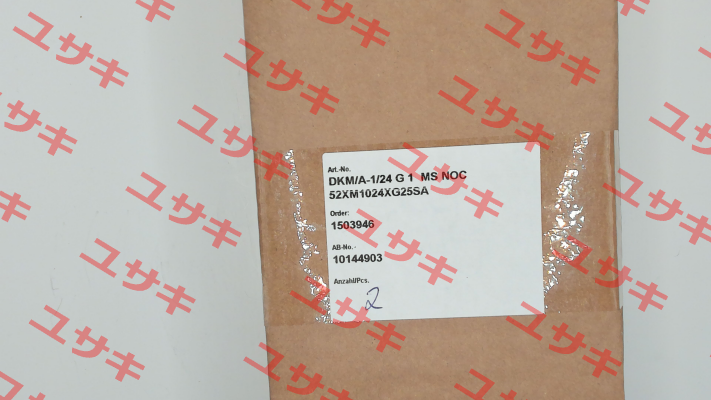 Art.-No.
DKM/A-1/24 G 1 MS NOC
52XM1024XG25SA
Order:
1503946
AB-No.-
10144903
Anzahl/Pcs.
2
ユサキ